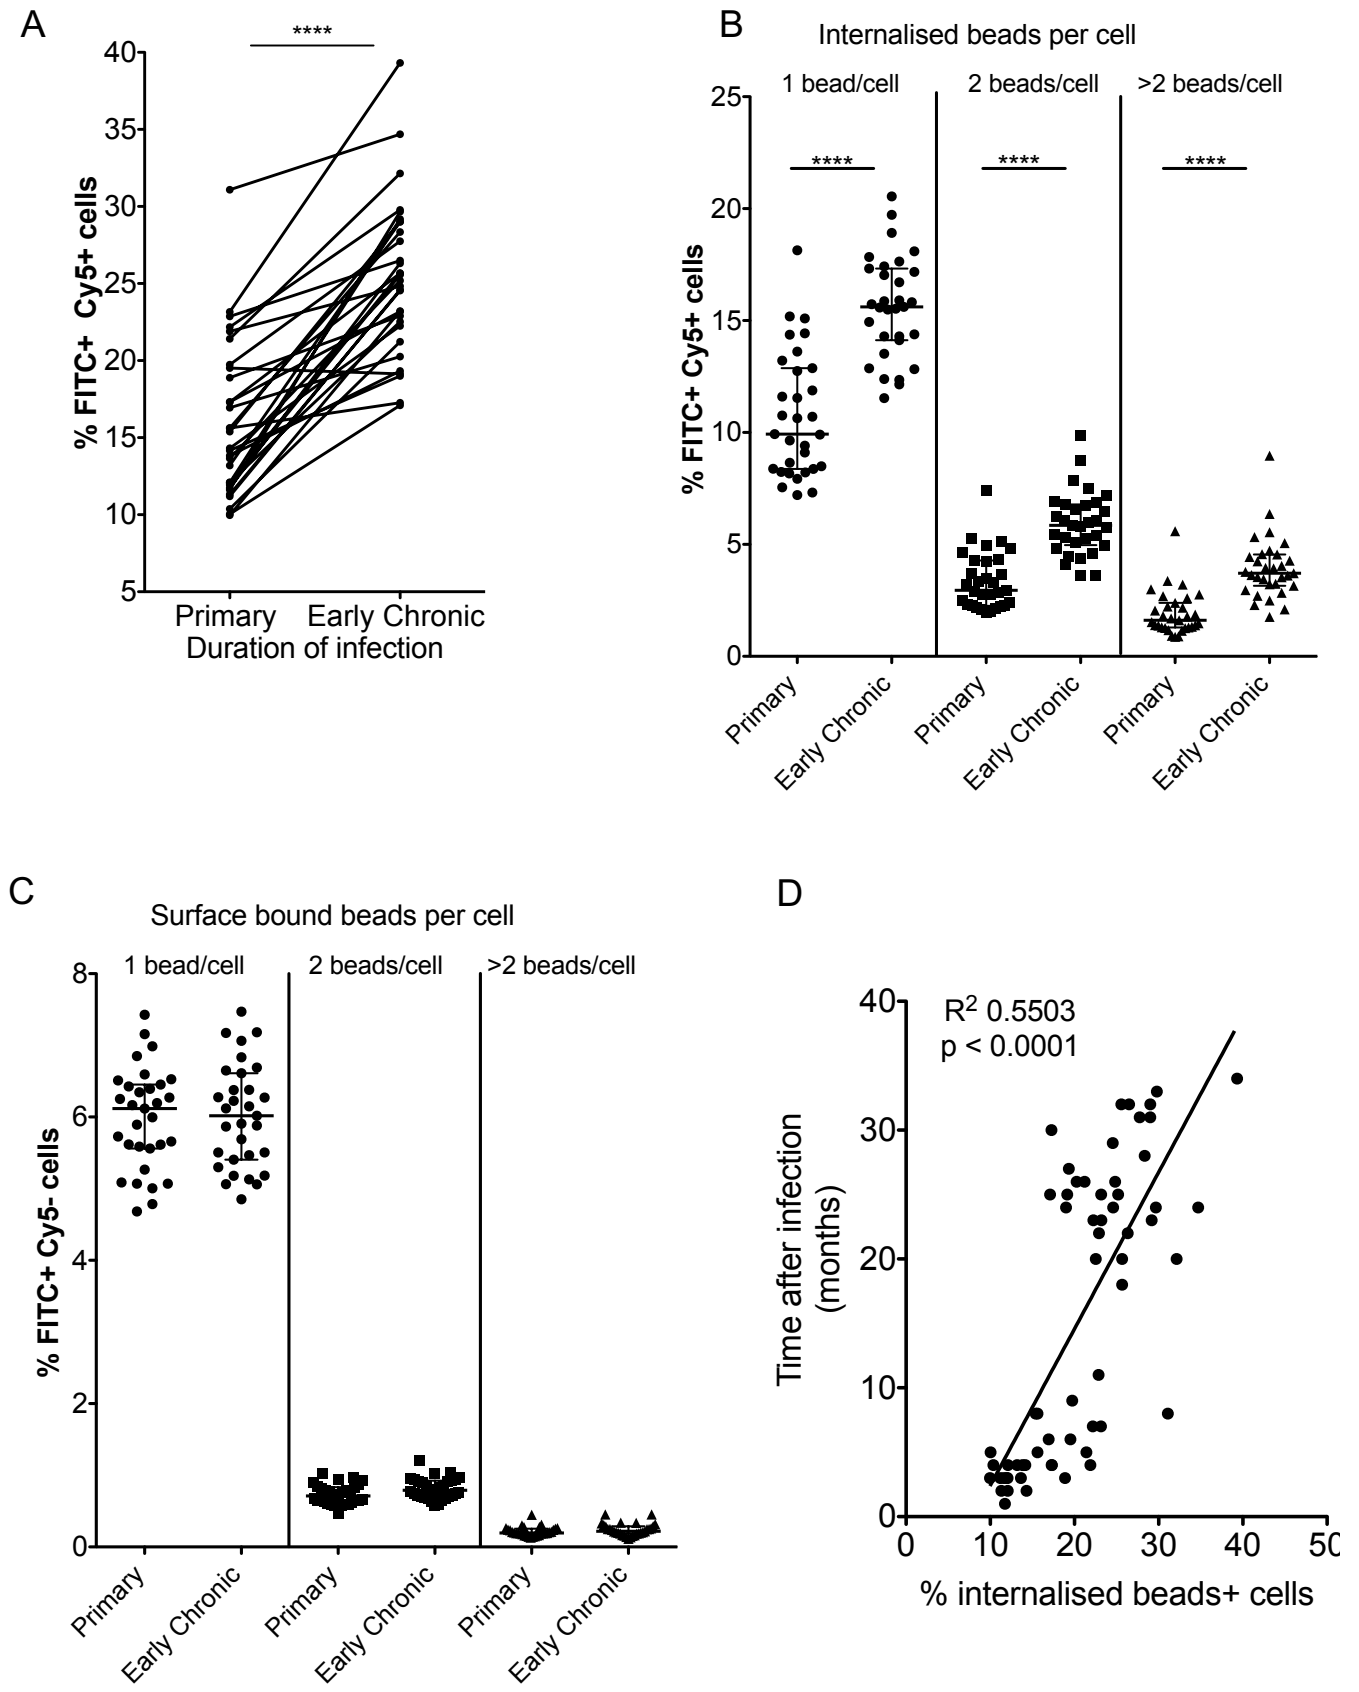 A
****
40
35
30
25
20
15
10
5
% FITC+ Cy5+ cells
Primary Early Chronic
Duration of infection
B
Internalised beads per cell
1 bead/cell 2 beads/cell >2 beads/cell
**** **** ****
25
20
15
10
5
0
% FITC+ Cy5+ cells
Primary
Early Chronic
Primary
Early Chronic
Primary
Early Chronic
C
Surface bound beads per cell
1 bead/cell 2 beads/cell >2 beads/cell
8
6
4
2
0
% FITC+ Cy5- cells
Primary
Early Chronic
Primary
Early Chronic
Primary
Early Chronic
D
R² 0.5503
p < 0.0001
40
30
20
10
0
Time after infection
(months)
0 10 20 30 40 50
% internalised beads+ cells